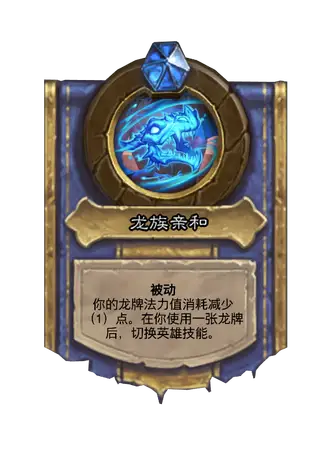 龙族亲和
被动
你的龙牌法力值消耗减少
（1）点。在你使用一张龙牌
后，切换英雄技能。